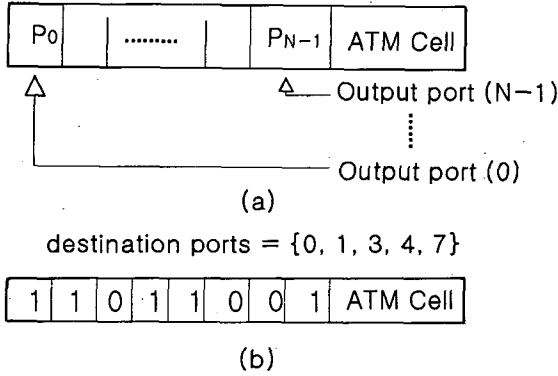 P0 ......... PN-1 ATM Cell
Output port (N-1)
Output port (0)
(a)
destination ports = {0, 1, 3, 4, 7}
1 1 0 1 1 0 0 1 ATM Cell
(b)